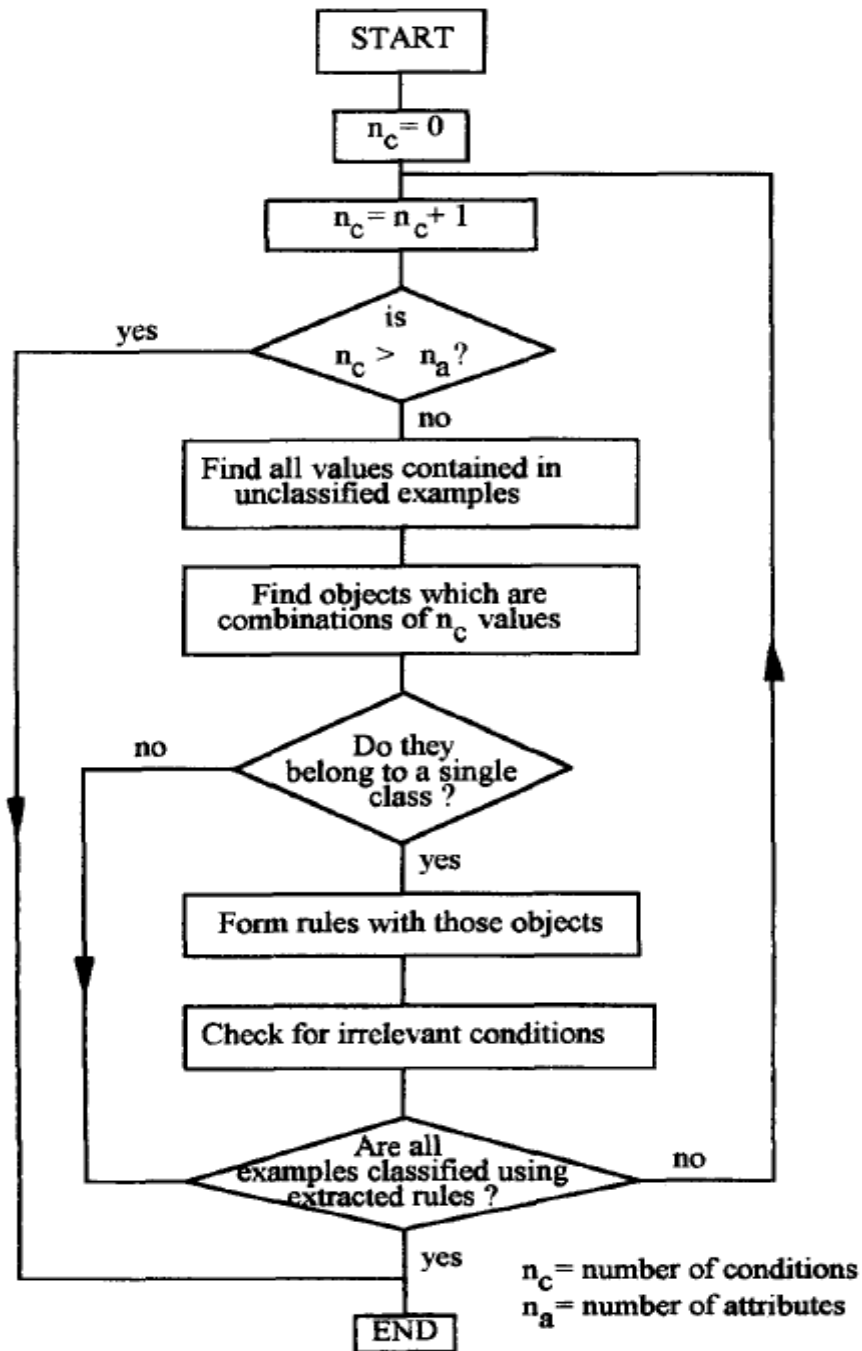 START
n_c = 0
n_c = n_c + 1
is
n_c > n_a ?
yes
no
Find all values contained in
unclassified examples
Find objects which are
combinations of n_c values
no
Do they
belong to a single
class ?
yes
Form rules with those objects
Check for irrelevant conditions
Are all
examples classified using
extracted rules ?
no
yes
n_c = number of conditions
n_a = number of attributes
END